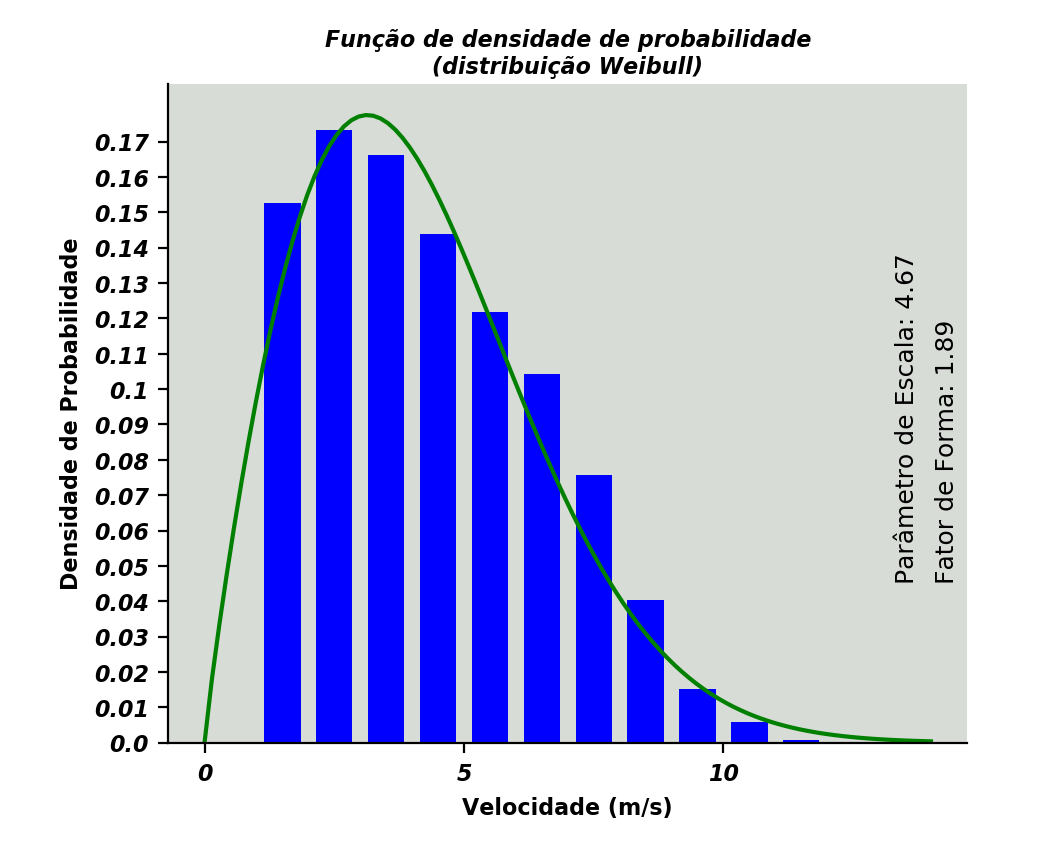 Função de densidade de probabilidade
(distribuição Weibull)
Densidade de Probabilidade
0.17
0.16
0.15
0.14
0.13
0.12
0.11
0.1
0.09
0.08
0.07
0.06
0.05
0.04
0.03
0.02
0.01
0.0
Parâmetro de Escala: 4.67
Fator de Forma: 1.89
0 5 10
Velocidade (m/s)